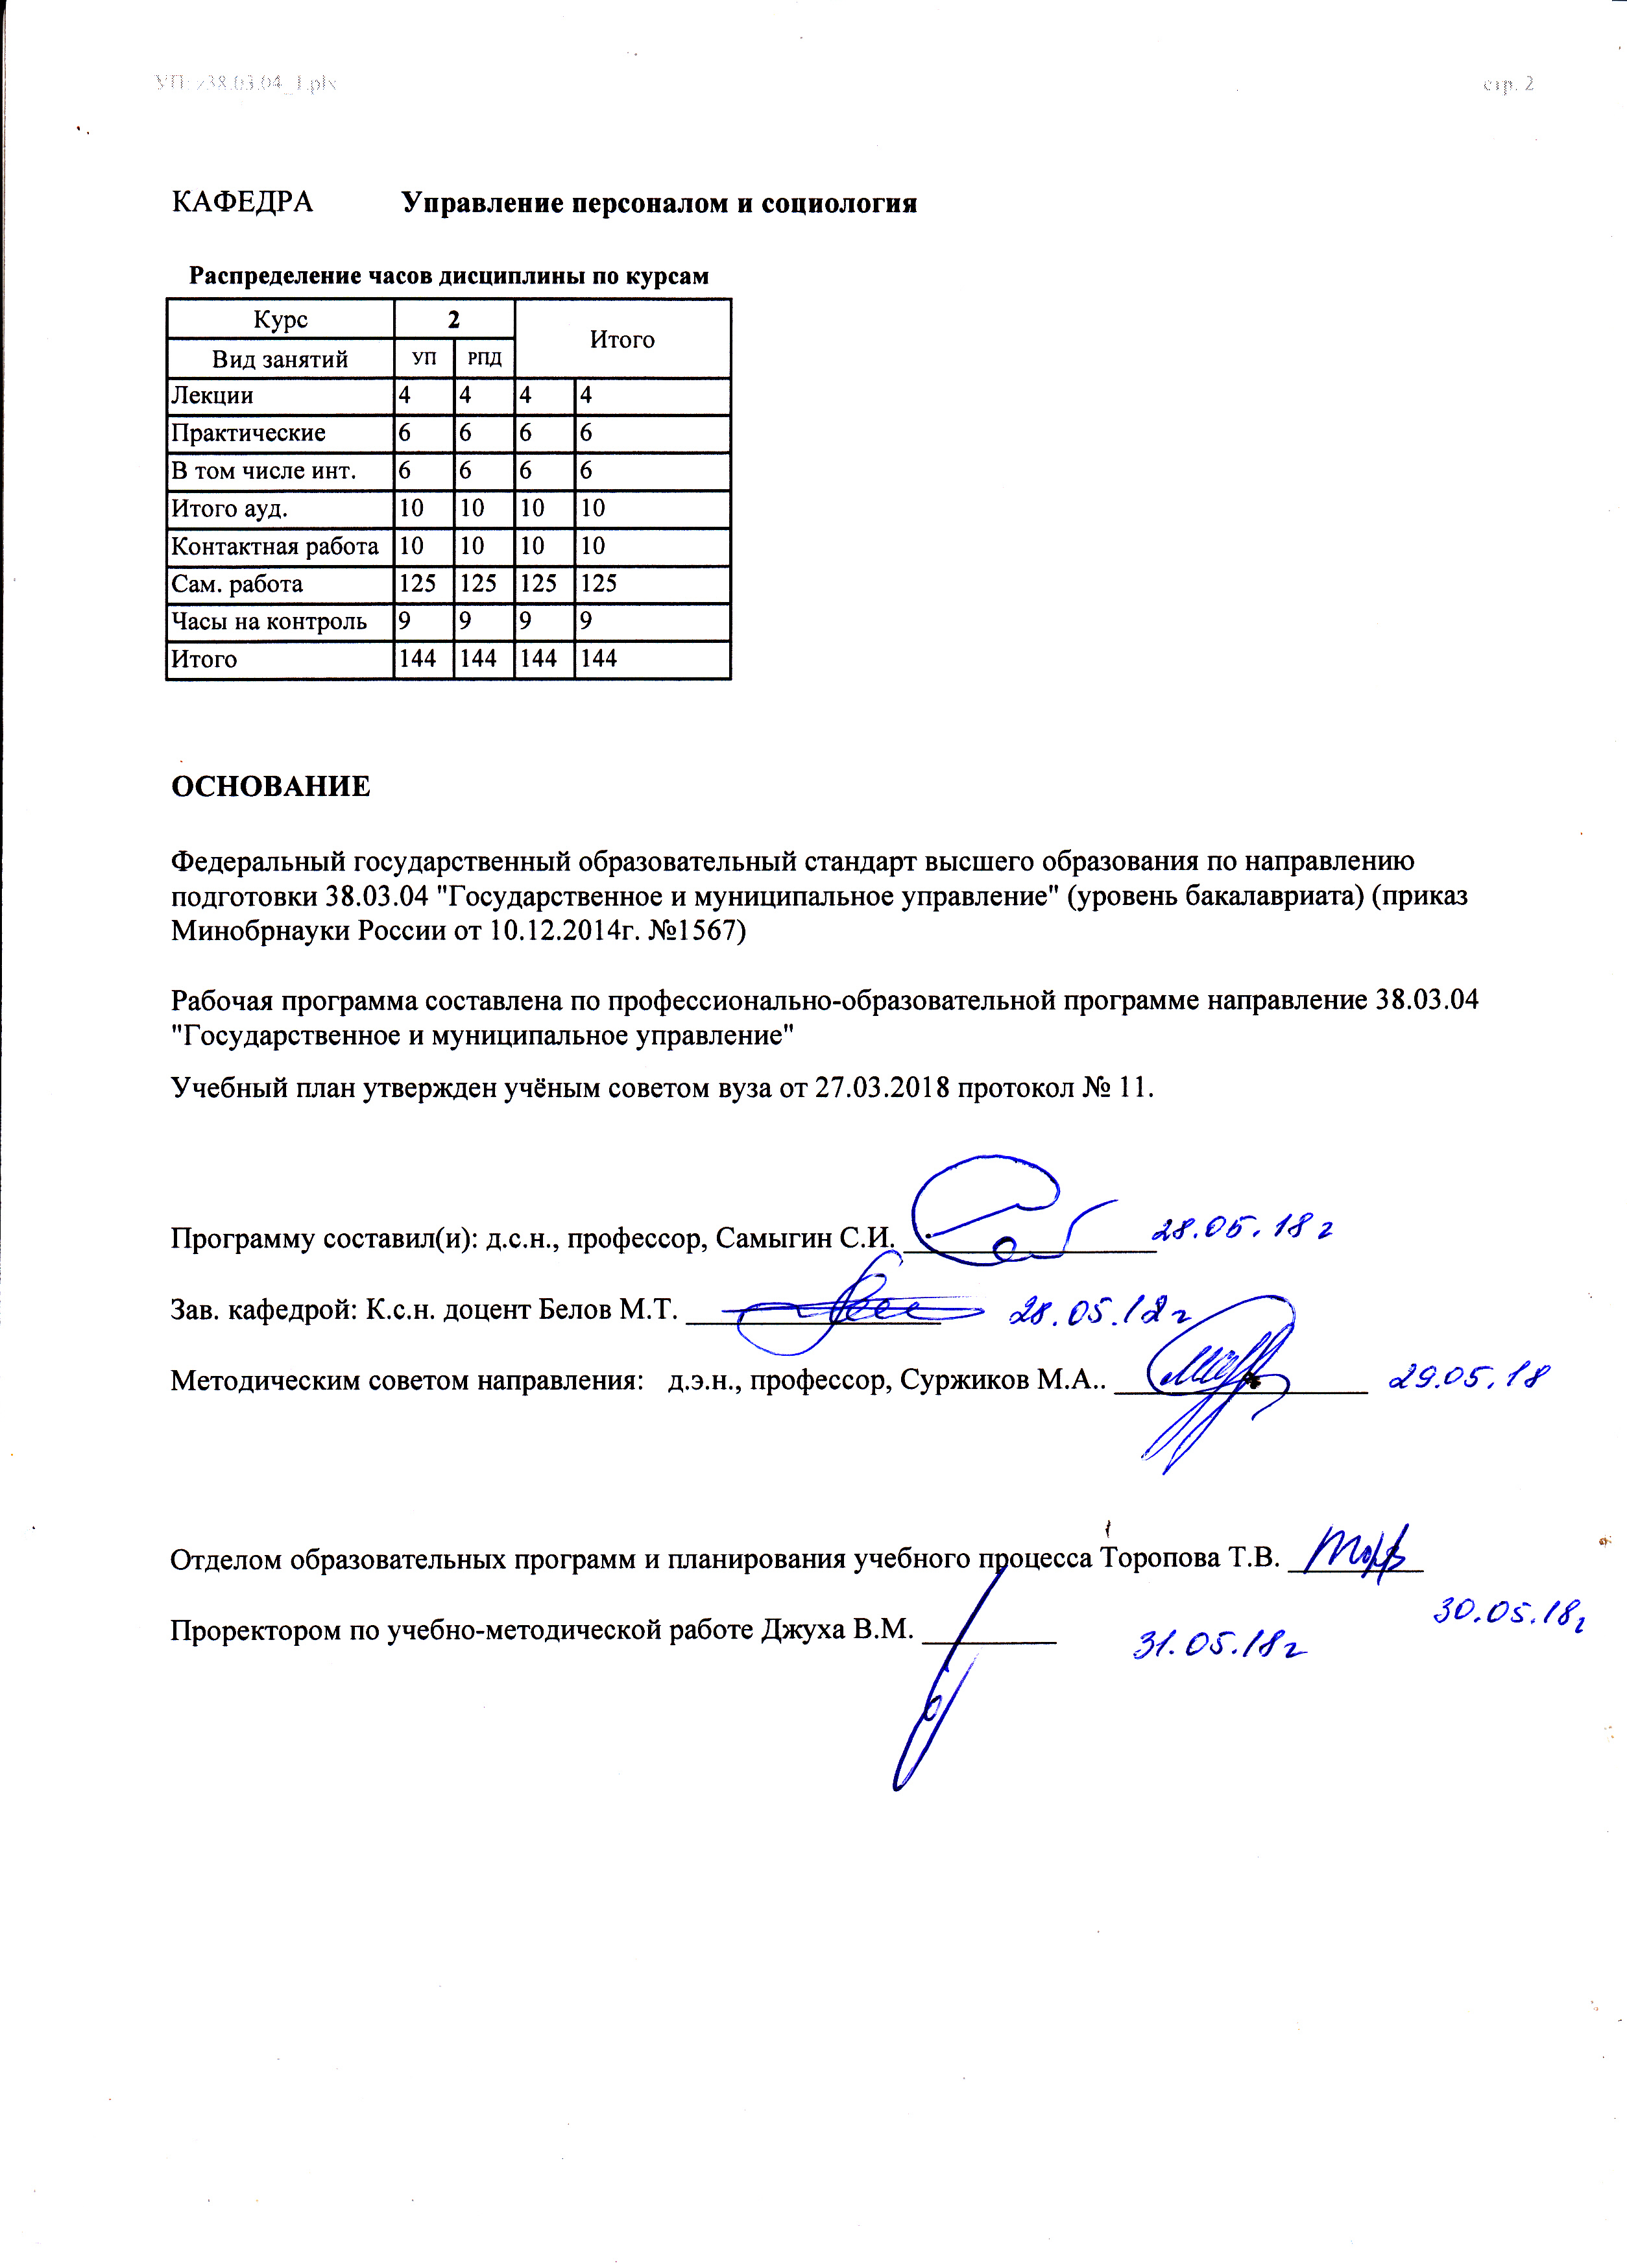 УП: z38.03.04_1.plx стр. 2
КАФЕДРА Управление персоналом и социология
Распределение часов дисциплины по курсам
Курс 2 Итого
Вид занятий УП РПД
Лекции 4 4 4 4
Практические 6 6 6 6
В том числе инт. 6 6 6 6
Итого ауд. 10 10 10 10
Контактная работа 10 10 10 10
Сам. работа 125 125 125 125
Часы на контроль 9 9 9 9
Итого 144 144 144 144
ОСНОВАНИЕ
Федеральный государственный образовательный стандарт высшего образования по направлению
подготовки 38.03.04 "Государственное и муниципальное управление" (уровень бакалавриата) (приказ
Минобрнауки России от 10.12.2014г. №1567)
Рабочая программа составлена по профессионально-образовательной программе направление 38.03.04
"Государственное и муниципальное управление"
Учебный план утвержден учёным советом вуза от 27.03.2018 протокол № 11.
Программу составил(и): д.с.н., профессор, Самыгин С.И. 28.05.18 г
Зав. кафедрой: К.с.н. доцент Белов М.Т. 28.05.18 г
Методическим советом направления: д.э.н., профессор, Суржиков М.А.. 29.05.18
Отделом образовательных программ и планирования учебного процесса Торопова Т.В.
30.05.18г
Проректором по учебно-методической работе Джуха В.М. 31.05.18г